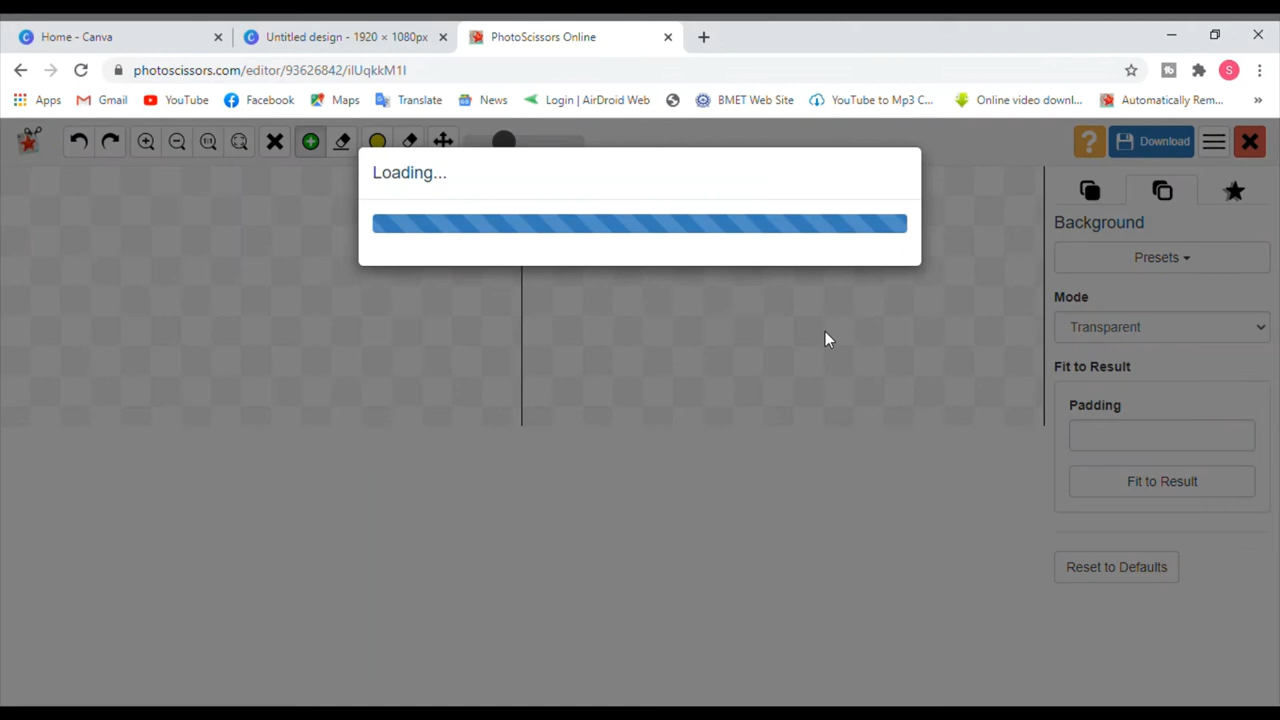 Home - Canva
Untitled design - 1920 × 1080px
PhotoScissors Online
photoscissors.com/editor/93626842/iIUqkkM1I
Apps
Gmail
YouTube
Facebook
Maps
Translate
News
Login | AirDroid Web
BMET Web Site
YouTube to Mp3 C...
Online video downl...
Automatically Rem...
Download
Loading...
Background
Presets
Mode
Transparent
Fit to Result
Padding
Fit to Result
Reset to Defaults